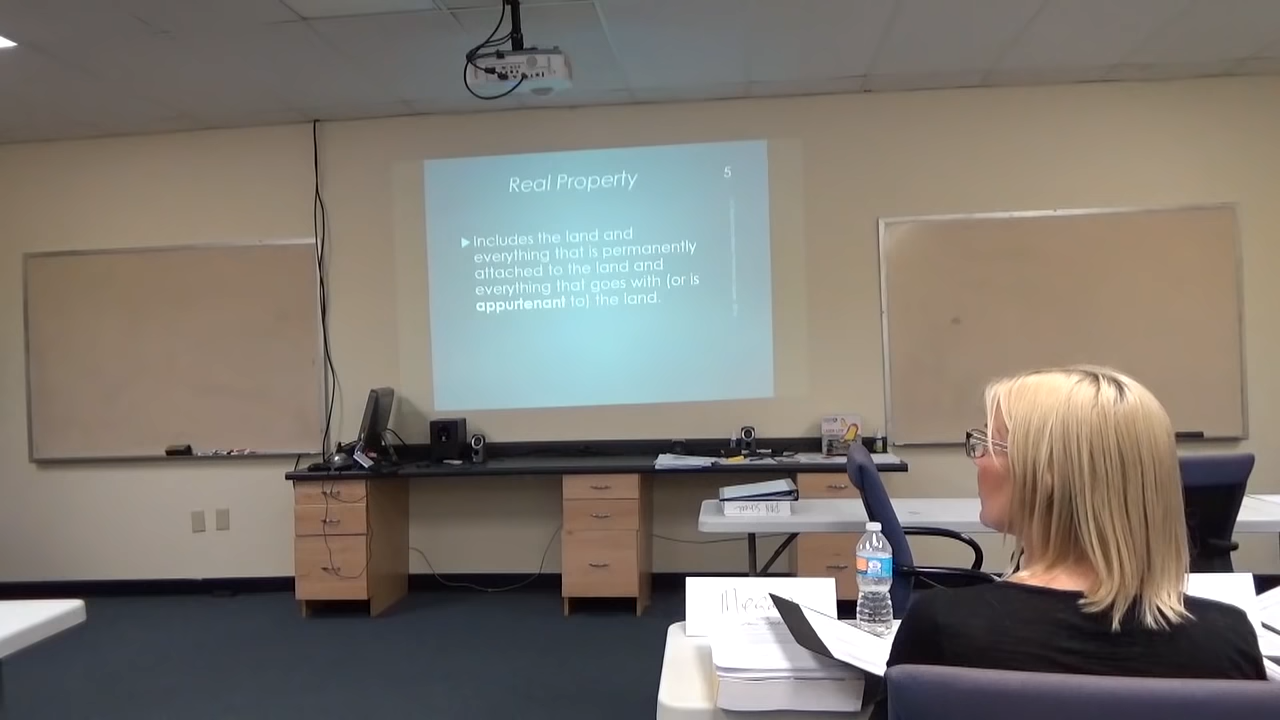 Real Property
5
▶Includes the land and
everything that is permanently
attached to the land and
everything that goes with (or is
appurtenant to) the land.